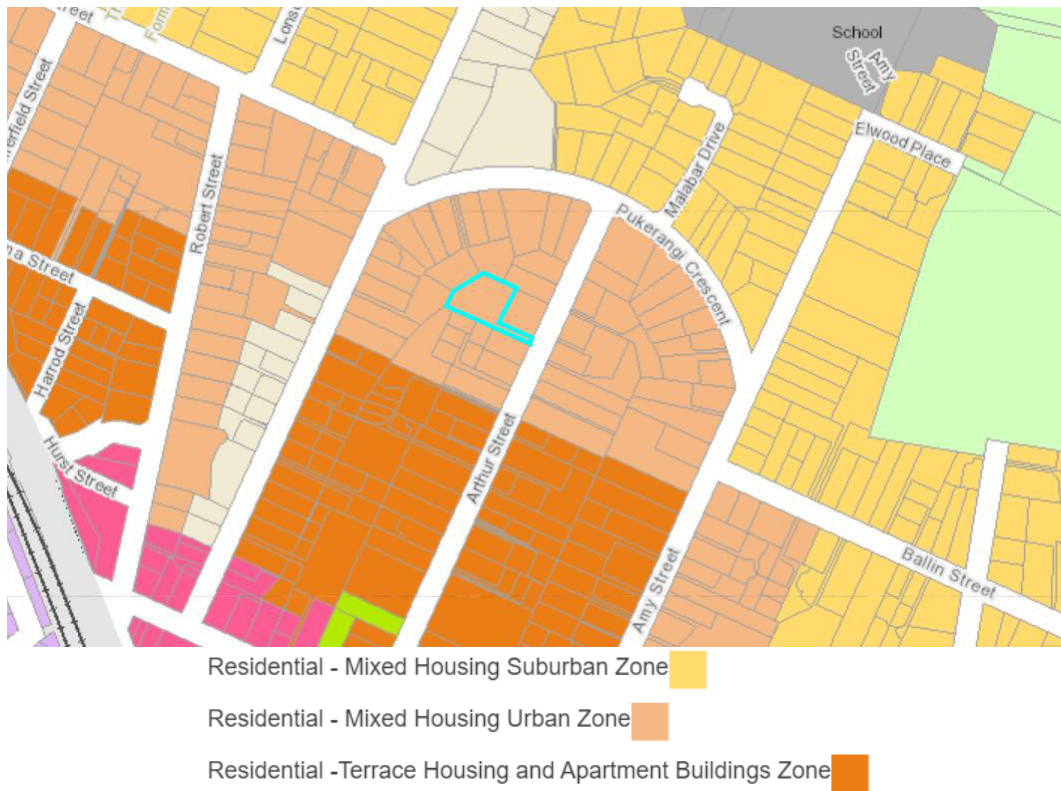 School
Amy
Street
Elwood Place
Malabar Drive
Pukerangi Crescent
Robert Street
Harrod Street
Hurst Street
Arthur Street
Amy Street
Ballin Street
Residential - Mixed Housing Suburban Zone
Residential - Mixed Housing Urban Zone
Residential -Terrace Housing and Apartment Buildings Zone